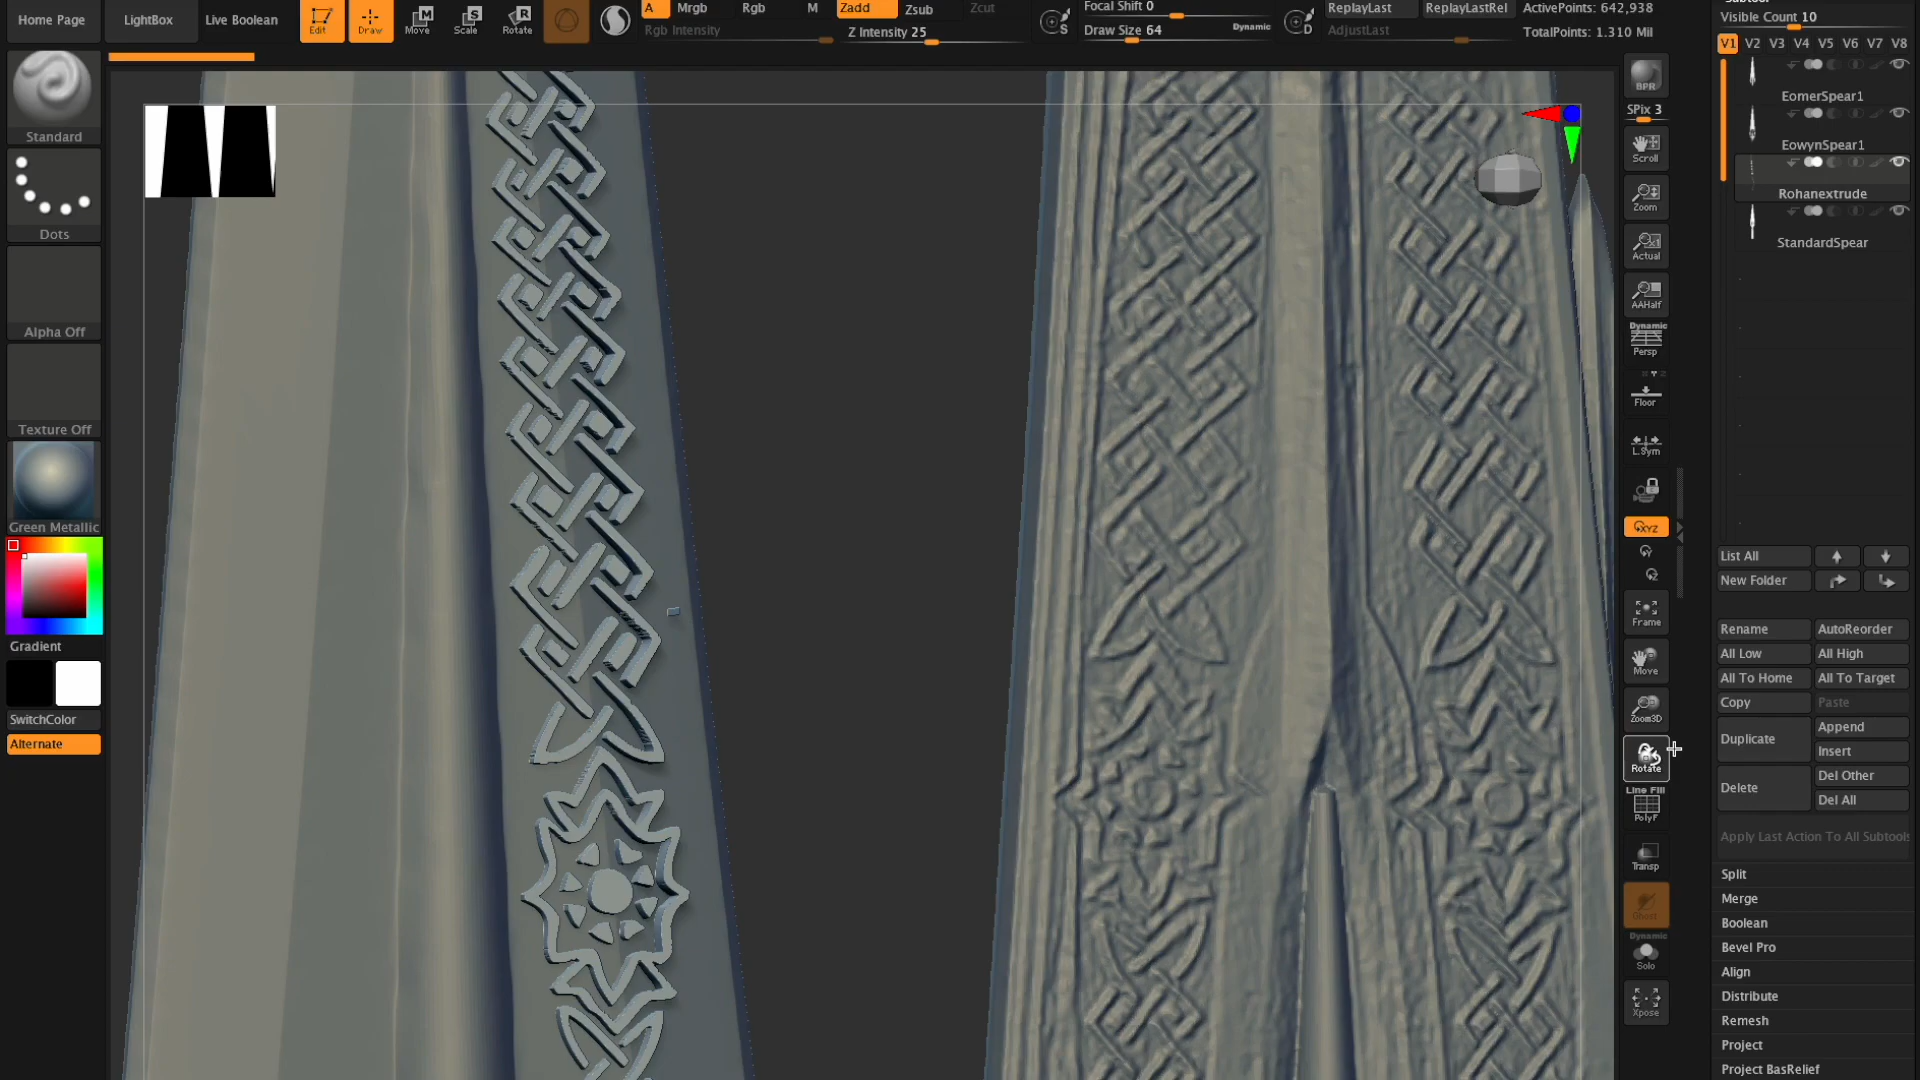 Home Page
LightBox
Live Boolean
Edit
Draw
Move
Scale
Rotate
A
Mrgb
Rgb
M
Rgb Intensity
Zadd
Zsub
Zcut
Z Intensity 25
Focal Shift 0
Draw Size 64
Dynamic
ReplayLast
ReplayLastRel
AdjustLast
ActivePoints: 642,938
TotalPoints: 1.310 Mil
Standard
Dots
Alpha Off
Texture Off
Green Metallic
Gradient
SwitchColor
Alternate
BPR
SPix 3
Scroll
Zoom
Actual
AAHalf
Dynamic
Persp
Floor
L.Sym
XYZ
Frame
Move
Zoom3D
Rotate
Line Fill
PolyF
Transp
Ghost
Dynamic
Solo
Xpose
Visible Count 10
V1 V2 V3 V4 V5 V6 V7 V8
EomerSpear1
EowynSpear1
Rohanextrude
StandardSpear
List All
New Folder
Rename
AutoReorder
All Low
All High
All To Home
All To Target
Copy
Paste
Duplicate
Append
Insert
Delete
Del Other
Del All
Apply Last Action To All Subtools
Split
Merge
Boolean
Bevel Pro
Align
Distribute
Remesh
Project
Project BasRelief